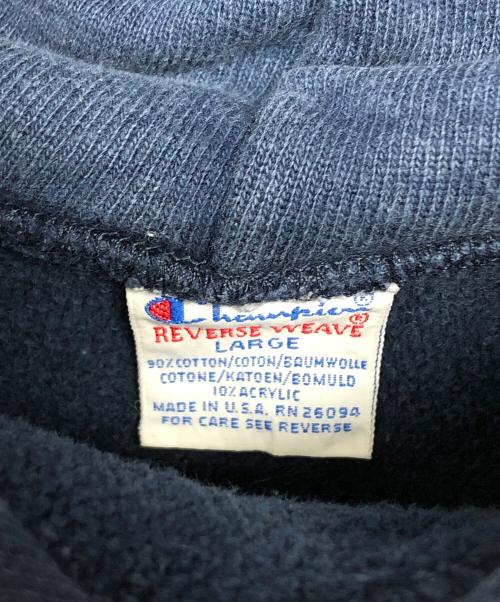 Champion®
REVERSE WEAVE®
LARGE
90%COTTON/COTON/BAUMWOLLE
COTONE/KATOEN/BOMULD
10%ACRYLIC
MADE IN U.S.A. RN 26094
FOR CARE SEE REVERSE